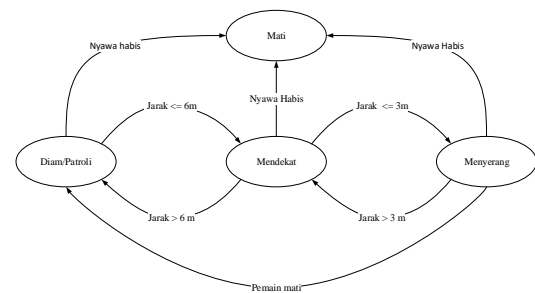 Mati
Nyawa habis
Nyawa Habis
Nyawa Habis
Jarak <= 6m
Jarak <= 3m
Diam/Patroli
Mendekat
Menyerang
Jarak > 6 m
Jarak > 3 m
Pemain mati